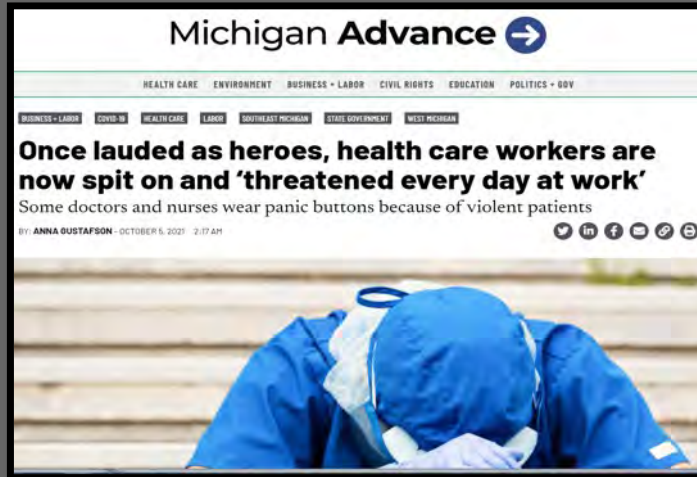 Michigan Advance
HEALTH CARE ENVIRONMENT BUSINESS + LABOR CIVIL RIGHTS EDUCATION POLITICS + GOV
BUSINESS + LABOR COVID-19 HEALTH CARE LABOR SOUTHEAST MICHIGAN STATE GOVERNMENT WEST MICHIGAN
Once lauded as heroes, health care workers are
now spit on and ‘threatened every day at work’
Some doctors and nurses wear panic buttons because of violent patients
BY: ANNA GUSTAFSON - OCTOBER 5, 2021 2:17 AM